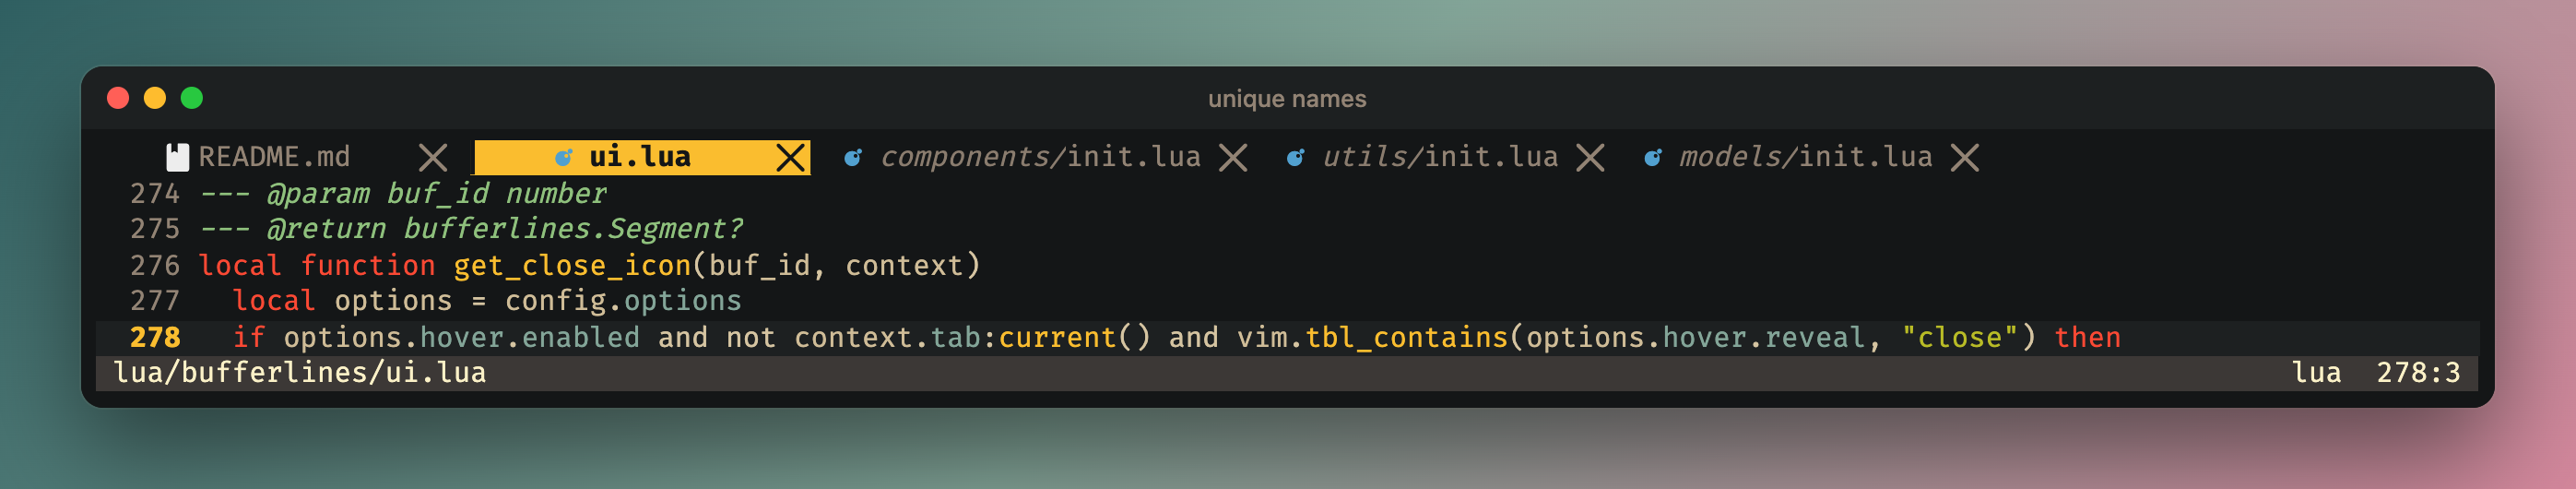 unique names
README.md ui.lua components/init.lua utils/init.lua models/init.lua
274 --- @param buf_id number
275 --- @return bufferlines.Segment?
276 local function get_close_icon(buf_id, context)
277 local options = config.options
278 if options.hover.enabled and not context.tab:current() and vim.tbl_contains(options.hover.reveal, "close") then
lua/bufferlines/ui.lua lua 278:3